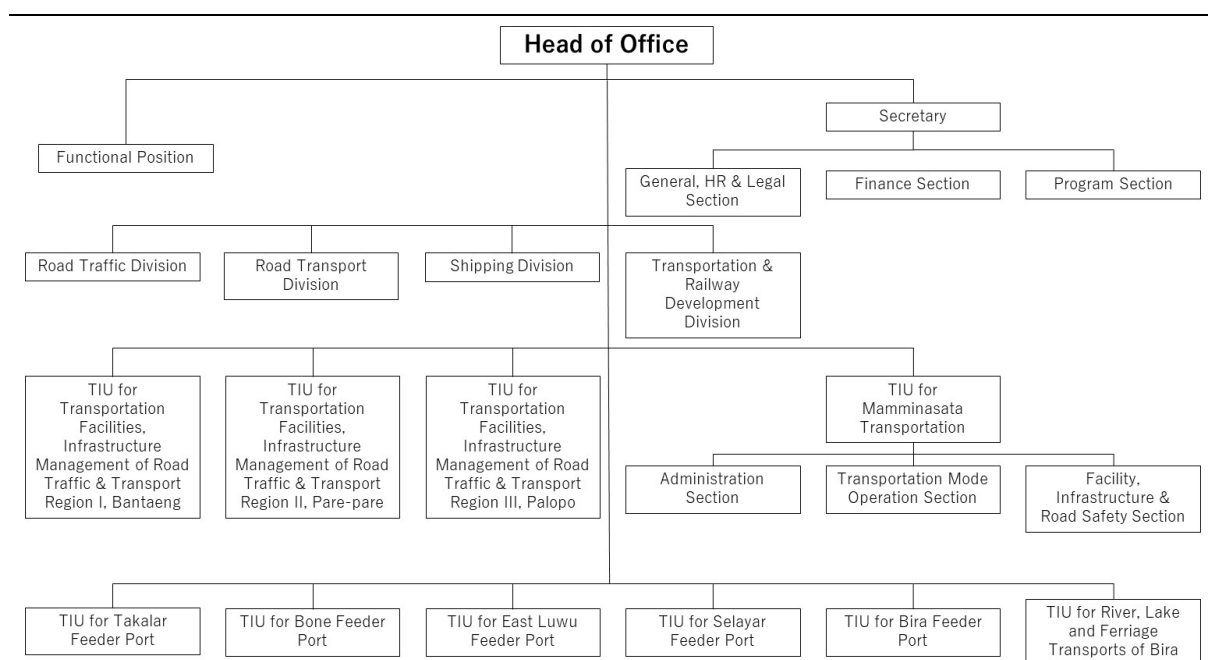 Head of Office
Secretary
Functional Position
General, HR & Legal
Section
Finance Section
Program Section
Road Traffic Division
Road Transport
Division
Shipping Division
Transportation &
Railway
Development
Division
TIU for
Transportation
Facilities,
Infrastructure
Management of Road
Traffic & Transport
Region I, Bantaeng
TIU for
Transportation
Facilities,
Infrastructure
Management of Road
Traffic & Transport
Region II, Pare-pare
TIU for
Transportation
Facilities,
Infrastructure
Management of Road
Traffic & Transport
Region III, Palopo
TIU for
Mamminasata
Transportation
Administration
Section
Transportation Mode
Operation Section
Facility,
Infrastructure &
Road Safety Section
TIU for Takalar
Feeder Port
TIU for Bone Feeder
Port
TIU for East Luwu
Feeder Port
TIU for Selayar
Feeder Port
TIU for Bira Feeder
Port
TIU for River, Lake
and Ferriage
Transports of Bira